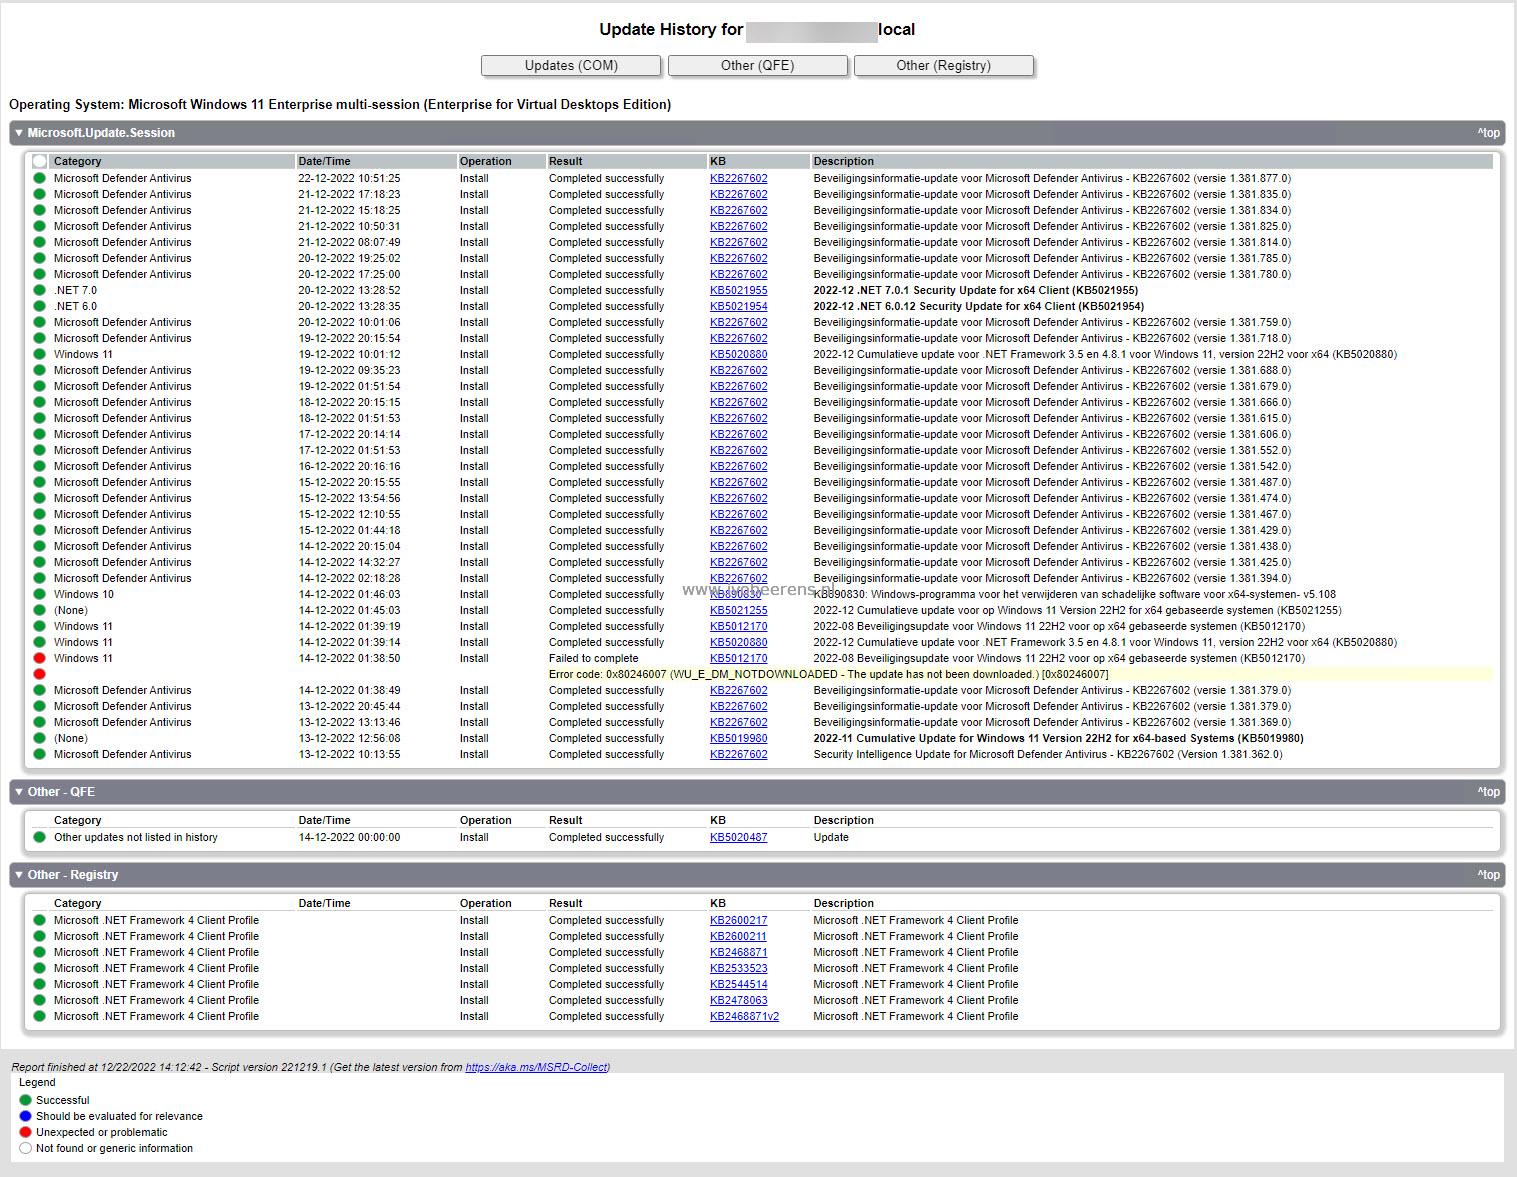 Update History for local
Updates (COM) Other (QFE) Other (Registry)
Operating System: Microsoft Windows 11 Enterprise multi-session (Enterprise for Virtual Desktops Edition)
▼ Microsoft.Update.Session ^top
Category Date/Time Operation Result KB Description
Microsoft Defender Antivirus 22-12-2022 10:51:25 Install Completed successfully KB2267602 Beveiligingsinformatie-update voor Microsoft Defender Antivirus - KB2267602 (versie 1.381.877.0)
Microsoft Defender Antivirus 21-12-2022 17:18:23 Install Completed successfully KB2267602 Beveiligingsinformatie-update voor Microsoft Defender Antivirus - KB2267602 (versie 1.381.835.0)
Microsoft Defender Antivirus 21-12-2022 15:18:25 Install Completed successfully KB2267602 Beveiligingsinformatie-update voor Microsoft Defender Antivirus - KB2267602 (versie 1.381.834.0)
Microsoft Defender Antivirus 21-12-2022 10:50:31 Install Completed successfully KB2267602 Beveiligingsinformatie-update voor Microsoft Defender Antivirus - KB2267602 (versie 1.381.825.0)
Microsoft Defender Antivirus 21-12-2022 08:07:49 Install Completed successfully KB2267602 Beveiligingsinformatie-update voor Microsoft Defender Antivirus - KB2267602 (versie 1.381.814.0)
Microsoft Defender Antivirus 20-12-2022 19:25:02 Install Completed successfully KB2267602 Beveiligingsinformatie-update voor Microsoft Defender Antivirus - KB2267602 (versie 1.381.785.0)
Microsoft Defender Antivirus 20-12-2022 17:25:00 Install Completed successfully KB2267602 Beveiligingsinformatie-update voor Microsoft Defender Antivirus - KB2267602 (versie 1.381.780.0)
.NET 7.0 20-12-2022 13:28:52 Install Completed successfully KB5021955 2022-12 .NET 7.0.1 Security Update for x64 Client (KB5021955)
.NET 6.0 20-12-2022 13:28:35 Install Completed successfully KB5021954 2022-12 .NET 6.0.12 Security Update for x64 Client (KB5021954)
Microsoft Defender Antivirus 20-12-2022 10:01:06 Install Completed successfully KB2267602 Beveiligingsinformatie-update voor Microsoft Defender Antivirus - KB2267602 (versie 1.381.759.0)
Microsoft Defender Antivirus 19-12-2022 20:15:54 Install Completed successfully KB2267602 Beveiligingsinformatie-update voor Microsoft Defender Antivirus - KB2267602 (versie 1.381.718.0)
Windows 11 19-12-2022 10:01:12 Install Completed successfully KB5020880 2022-12 Cumulatieve update voor .NET Framework 3.5 en 4.8.1 voor Windows 11, version 22H2 voor x64 (KB5020880)
Microsoft Defender Antivirus 19-12-2022 09:35:23 Install Completed successfully KB2267602 Beveiligingsinformatie-update voor Microsoft Defender Antivirus - KB2267602 (versie 1.381.688.0)
Microsoft Defender Antivirus 19-12-2022 01:51:54 Install Completed successfully KB2267602 Beveiligingsinformatie-update voor Microsoft Defender Antivirus - KB2267602 (versie 1.381.679.0)
Microsoft Defender Antivirus 18-12-2022 20:15:15 Install Completed successfully KB2267602 Beveiligingsinformatie-update voor Microsoft Defender Antivirus - KB2267602 (versie 1.381.666.0)
Microsoft Defender Antivirus 18-12-2022 01:51:53 Install Completed successfully KB2267602 Beveiligingsinformatie-update voor Microsoft Defender Antivirus - KB2267602 (versie 1.381.615.0)
Microsoft Defender Antivirus 17-12-2022 20:14:14 Install Completed successfully KB2267602 Beveiligingsinformatie-update voor Microsoft Defender Antivirus - KB2267602 (versie 1.381.606.0)
Microsoft Defender Antivirus 17-12-2022 01:51:53 Install Completed successfully KB2267602 Beveiligingsinformatie-update voor Microsoft Defender Antivirus - KB2267602 (versie 1.381.552.0)
Microsoft Defender Antivirus 16-12-2022 20:16:16 Install Completed successfully KB2267602 Beveiligingsinformatie-update voor Microsoft Defender Antivirus - KB2267602 (versie 1.381.542.0)
Microsoft Defender Antivirus 15-12-2022 20:15:55 Install Completed successfully KB2267602 Beveiligingsinformatie-update voor Microsoft Defender Antivirus - KB2267602 (versie 1.381.487.0)
Microsoft Defender Antivirus 15-12-2022 13:54:56 Install Completed successfully KB2267602 Beveiligingsinformatie-update voor Microsoft Defender Antivirus - KB2267602 (versie 1.381.474.0)
Microsoft Defender Antivirus 15-12-2022 12:10:55 Install Completed successfully KB2267602 Beveiligingsinformatie-update voor Microsoft Defender Antivirus - KB2267602 (versie 1.381.467.0)
Microsoft Defender Antivirus 15-12-2022 01:44:18 Install Completed successfully KB2267602 Beveiligingsinformatie-update voor Microsoft Defender Antivirus - KB2267602 (versie 1.381.429.0)
Microsoft Defender Antivirus 14-12-2022 20:15:04 Install Completed successfully KB2267602 Beveiligingsinformatie-update voor Microsoft Defender Antivirus - KB2267602 (versie 1.381.438.0)
Microsoft Defender Antivirus 14-12-2022 14:32:27 Install Completed successfully KB2267602 Beveiligingsinformatie-update voor Microsoft Defender Antivirus - KB2267602 (versie 1.381.425.0)
Microsoft Defender Antivirus 14-12-2022 02:18:28 Install Completed successfully KB2267602 Beveiligingsinformatie-update voor Microsoft Defender Antivirus - KB2267602 (versie 1.381.394.0)
www.ivobeerens.nl
Windows 10 14-12-2022 01:46:03 Install Completed successfully KB890830 KB890830: Windows-programma voor het verwijderen van schadelijke software voor x64-systemen- v5.108
(None) 14-12-2022 01:45:03 Install Completed successfully KB5021255 2022-12 Cumulatieve update voor op Windows 11 Version 22H2 for x64 gebaseerde systemen (KB5021255)
Windows 11 14-12-2022 01:39:19 Install Completed successfully KB5012170 2022-08 Beveiligingsupdate voor Windows 11 22H2 voor op x64 gebaseerde systemen (KB5012170)
Windows 11 14-12-2022 01:39:14 Install Completed successfully KB5020880 2022-12 Cumulatieve update voor .NET Framework 3.5 en 4.8.1 voor Windows 11, version 22H2 voor x64 (KB5020880)
Windows 11 14-12-2022 01:38:50 Install Failed to complete KB5012170 2022-08 Beveiligingsupdate voor Windows 11 22H2 voor op x64 gebaseerde systemen (KB5012170)
Error code: 0x80246007 (WU_E_DM_NOTDOWNLOADED - The update has not been downloaded.) [0x80246007]
Microsoft Defender Antivirus 14-12-2022 01:38:49 Install Completed successfully KB2267602 Beveiligingsinformatie-update voor Microsoft Defender Antivirus - KB2267602 (versie 1.381.379.0)
Microsoft Defender Antivirus 13-12-2022 20:45:44 Install Completed successfully KB2267602 Beveiligingsinformatie-update voor Microsoft Defender Antivirus - KB2267602 (versie 1.381.379.0)
Microsoft Defender Antivirus 13-12-2022 13:13:46 Install Completed successfully KB2267602 Beveiligingsinformatie-update voor Microsoft Defender Antivirus - KB2267602 (versie 1.381.369.0)
(None) 13-12-2022 12:56:08 Install Completed successfully KB5019980 2022-11 Cumulative Update for Windows 11 Version 22H2 for x64-based Systems (KB5019980)
Microsoft Defender Antivirus 13-12-2022 10:13:55 Install Completed successfully KB2267602 Security Intelligence Update for Microsoft Defender Antivirus - KB2267602 (Version 1.381.362.0)
▼ Other - QFE ^top
Category Date/Time Operation Result KB Description
Other updates not listed in history 14-12-2022 00:00:00 Install Completed successfully KB5020487 Update
▼ Other - Registry ^top
Category Date/Time Operation Result KB Description
Microsoft .NET Framework 4 Client Profile Install Completed successfully KB2600217 Microsoft .NET Framework 4 Client Profile
Microsoft .NET Framework 4 Client Profile Install Completed successfully KB2600211 Microsoft .NET Framework 4 Client Profile
Microsoft .NET Framework 4 Client Profile Install Completed successfully KB2468871 Microsoft .NET Framework 4 Client Profile
Microsoft .NET Framework 4 Client Profile Install Completed successfully KB2533523 Microsoft .NET Framework 4 Client Profile
Microsoft .NET Framework 4 Client Profile Install Completed successfully KB2544514 Microsoft .NET Framework 4 Client Profile
Microsoft .NET Framework 4 Client Profile Install Completed successfully KB2478063 Microsoft .NET Framework 4 Client Profile
Microsoft .NET Framework 4 Client Profile Install Completed successfully KB2468871v2 Microsoft .NET Framework 4 Client Profile
Report finished at 12/22/2022 14:12:42 - Script version 221219.1 (Get the latest version from https://aka.ms/MSRD-Collect)
Legend
Successful
Should be evaluated for relevance
Unexpected or problematic
Not found or generic information